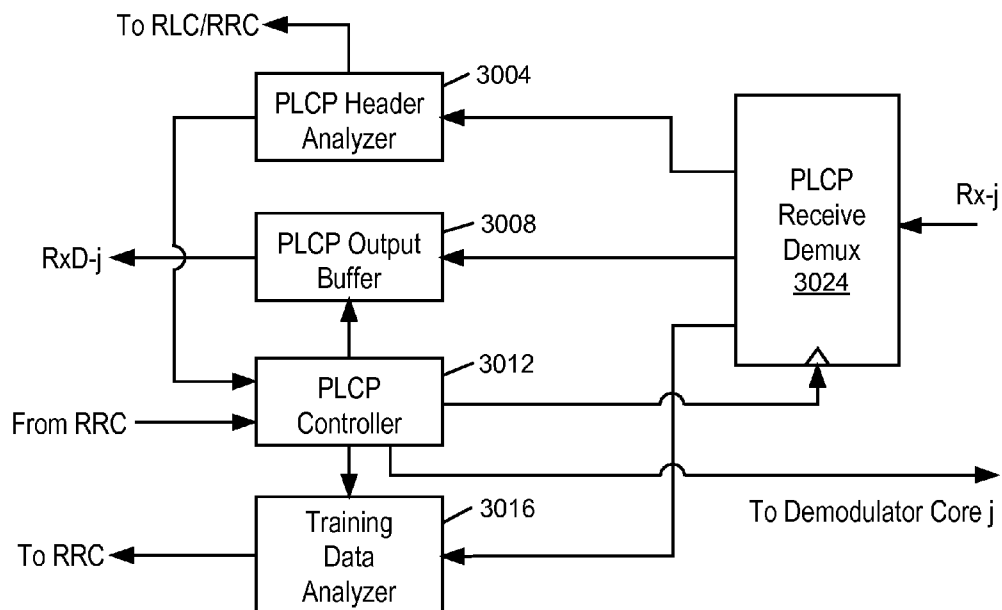 To RLC/RRC
3004
PLCP Header
Analyzer
PLCP
Receive
Demux
3024
Rx-j
3008
PLCP Output
Buffer
RxD-j
3012
PLCP
Controller
From RRC
To Demodulator Core j
3016
Training
Data
Analyzer
To RRC